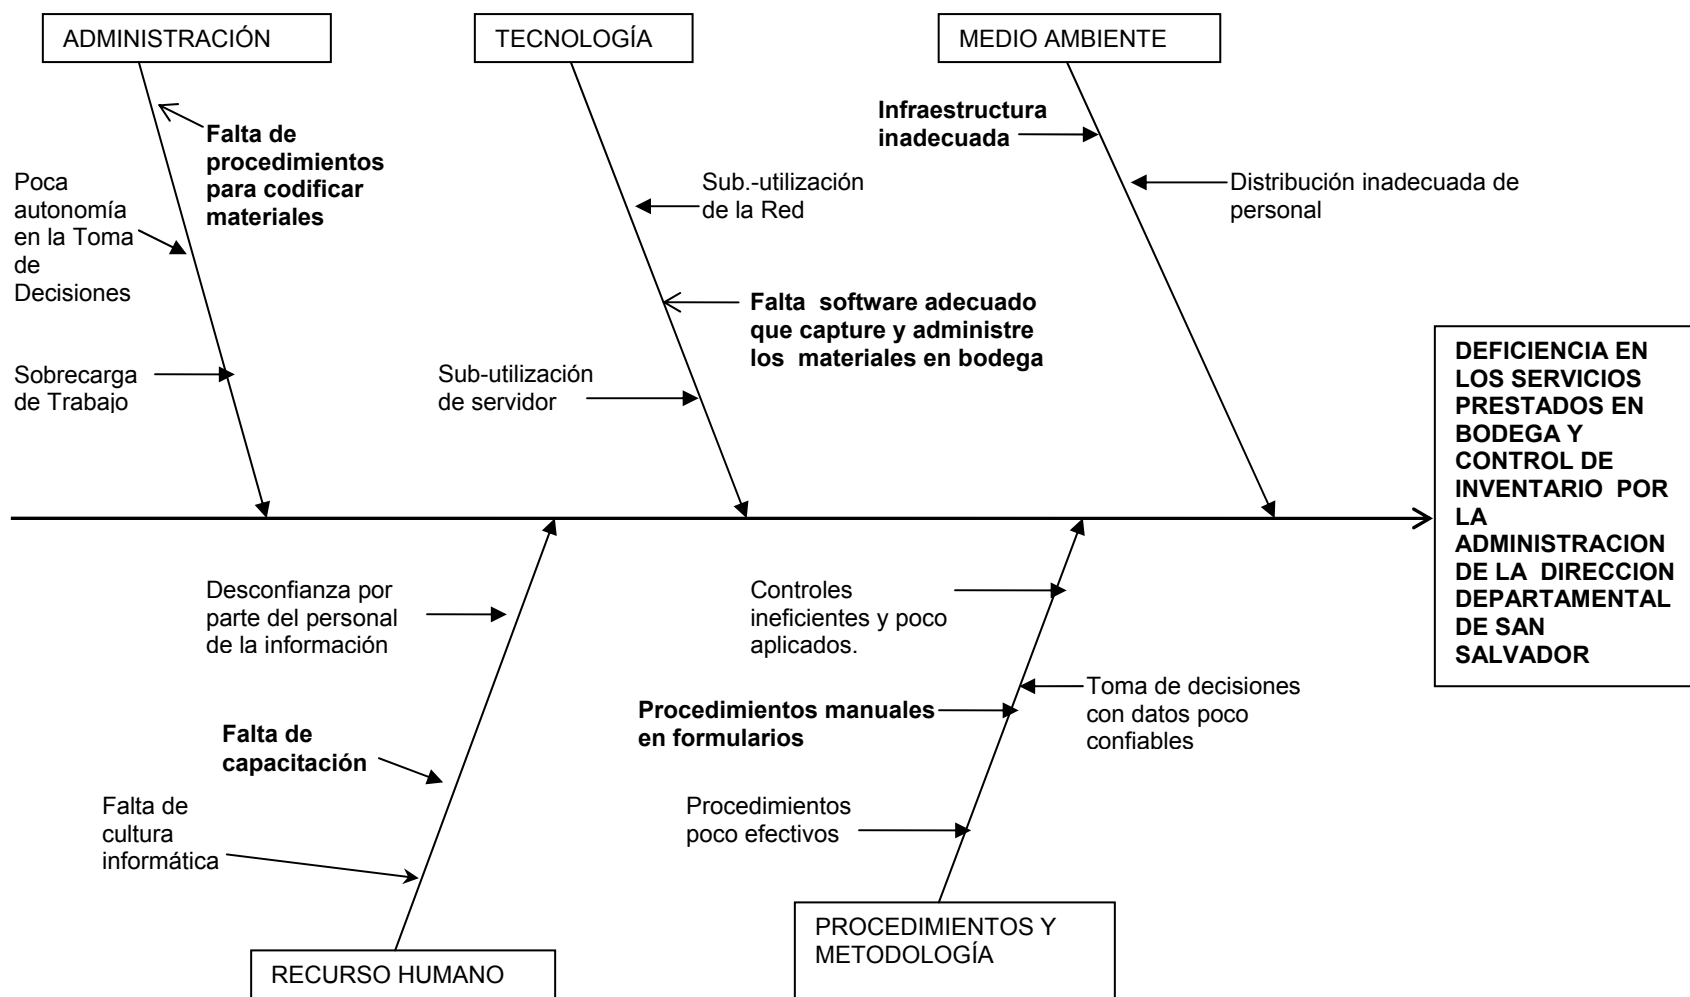 ADMINISTRACIÓN
TECNOLOGÍA
MEDIO AMBIENTE
Falta de
procedimientos
para codificar
materiales
Poca
autonomía
en la Toma
de
Decisiones
Sobrecarga
de Trabajo
Sub.-utilización
de la Red
Falta  software adecuado
que capture y administre
los  materiales en bodega
Sub-utilización
de servidor
Infraestructura
inadecuada
Distribución inadecuada de
personal
DEFICIENCIA EN
LOS SERVICIOS
PRESTADOS EN
BODEGA Y
CONTROL DE
INVENTARIO  POR
LA
ADMINISTRACION
DE LA  DIRECCION
DEPARTAMENTAL
DE SAN
SALVADOR
Desconfianza por
parte del personal
de la información
Falta de
capacitación
Falta de
cultura
informática
RECURSO HUMANO
Controles
ineficientes y poco
aplicados.
Toma de decisiones
con datos poco
confiables
Procedimientos manuales
en formularios
Procedimientos
poco efectivos
PROCEDIMIENTOS Y
METODOLOGÍA